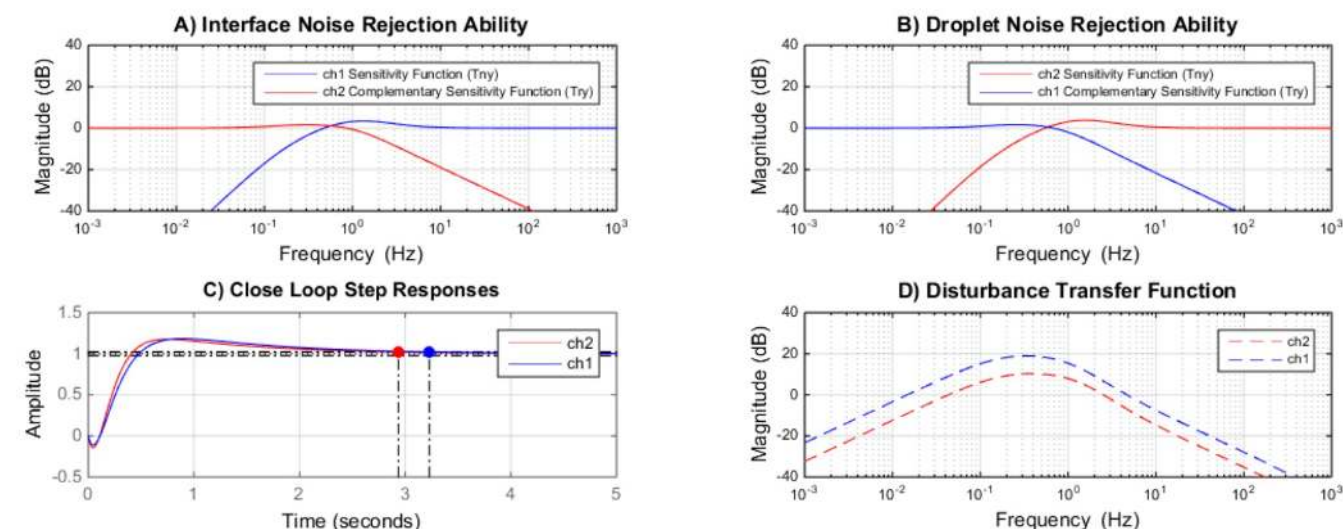 A) Interface Noise Rejection Ability
40
20
0
-20
-40
Magnitude (dB)
ch1 Sensitivity Function (Tny)
ch2 Complementary Sensitivity Function (Try)
10-3 10-2 10-1 100 101 102 103
Frequency (Hz)
B) Droplet Noise Rejection Ability
40
20
0
-20
-40
Magnitude (dB)
ch2 Sensitivity Function (Tny)
ch1 Complementary Sensitivity Function (Try)
10-3 10-2 10-1 100 101 102 103
Frequency (Hz)
C) Close Loop Step Responses
1.5
1
0.5
0
-0.5
Amplitude
ch2
ch1
0 1 2 3 4 5
Time (seconds)
D) Disturbance Transfer Function
40
20
0
-20
-40
Magnitude (dB)
ch2
ch1
10-3 10-2 10-1 100 101 102 103
Frequency (Hz)